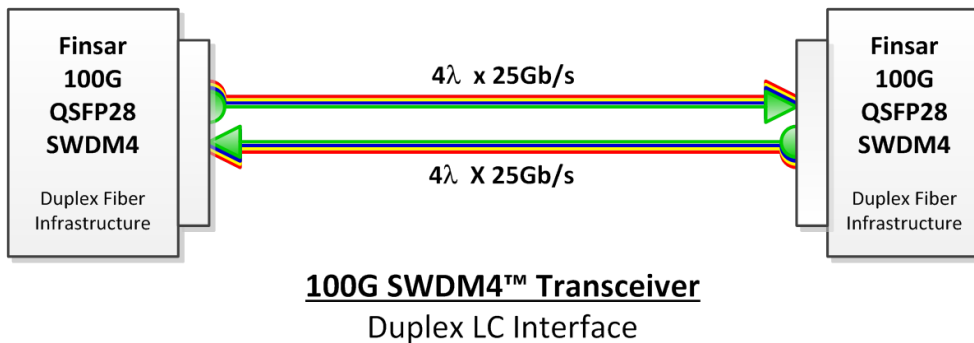 Finsar
100G
QSFP28
SWDM4
Duplex Fiber
Infrastructure
4λ x 25Gb/s
4λ X 25Gb/s
Finsar
100G
QSFP28
SWDM4
Duplex Fiber
Infrastructure
100G SWDM4™ Transceiver
Duplex LC Interface